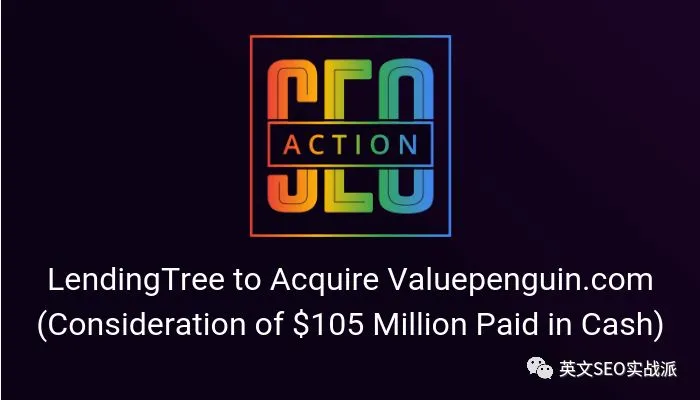 SEO
ACTION
LendingTree to Acquire Valuepenguin.com
(Consideration of $105 Million Paid in Cash)
英文SEO实战派